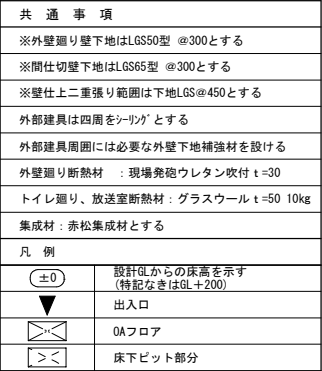 共通事項
※外壁廻り壁下地はLGS50型 @300とする
※間仕切壁下地はLGS65型 @300とする
※壁仕上二重張り範囲は下地LGS@450とする
外部建具は四周をｼｰﾘﾝｸﾞとする
外部建具周囲には必要な外壁下地補強材を設ける
外壁廻り断熱材 ：現場発砲ウレタン吹付ｔ=30
トイレ廻り、放送室断熱材：グラスウールｔ=50 10kg
集成材：赤松集成材とする
凡例
±0 設計GLからの床高を示す
(特記なきはGL＋200)
出入口
OAフロア
床下ピット部分